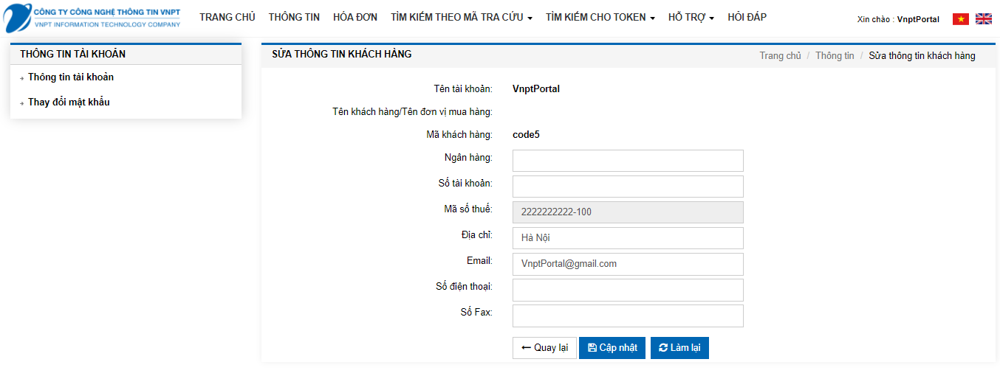 CÔNG TY CÔNG NGHỆ THÔNG TIN VNPT
VNPT INFORMATION TECHNOLOGY COMPANY
TRANG CHỦ THÔNG TIN HÓA ĐƠN TÌM KIẾM THEO MÃ TRA CỨU TÌM KIẾM CHO TOKEN HỖ TRỢ HỎI ĐÁP
Xin chào : VnptPortal
THÔNG TIN TÀI KHOẢN
Thông tin tài khoản
Thay đổi mật khẩu
SỬA THÔNG TIN KHÁCH HÀNG
Trang chủ / Thông tin / Sửa thông tin khách hàng
Tên tài khoản: VnptPortal
Tên khách hàng/Tên đơn vị mua hàng:
Mã khách hàng: code5
Ngân hàng:
Số tài khoản:
Mã số thuế: 2222222222-100
Địa chỉ: Hà Nội
Email: VnptPortal@gmail.com
Số điện thoại:
Số Fax:
Quay lại Cập nhật Làm lại